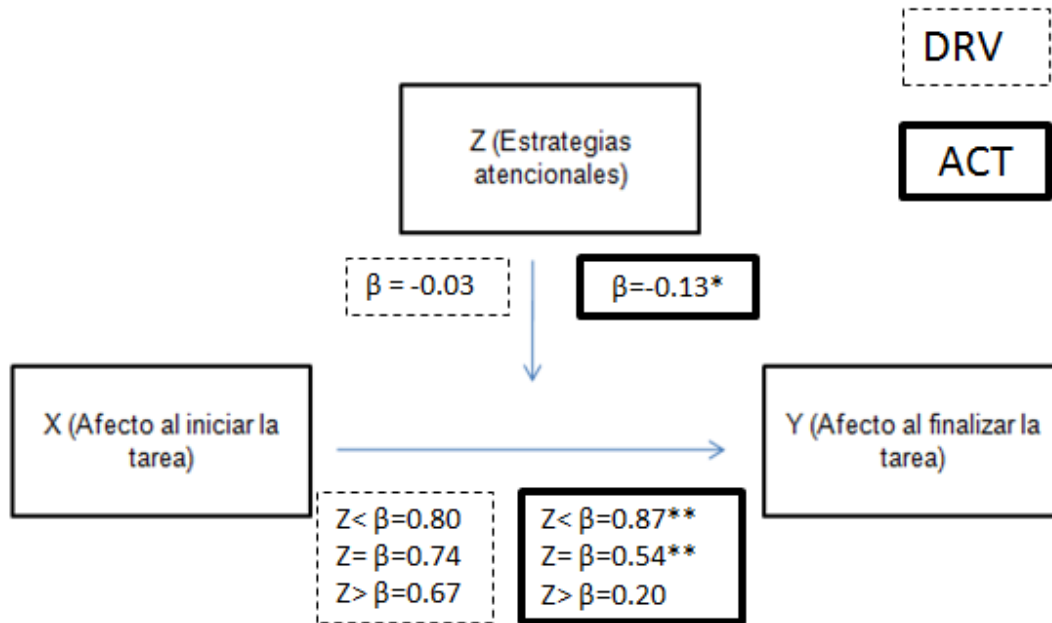 DRV
ACT
Z (Estrategias
atencionales)
β = -0.03
β=-0.13*
X (Afecto al iniciar la
tarea)
Y (Afecto al finalizar la
tarea)
Z< β=0.80
Z= β=0.74
Z> β=0.67
Z< β=0.87**
Z= β=0.54**
Z> β=0.20